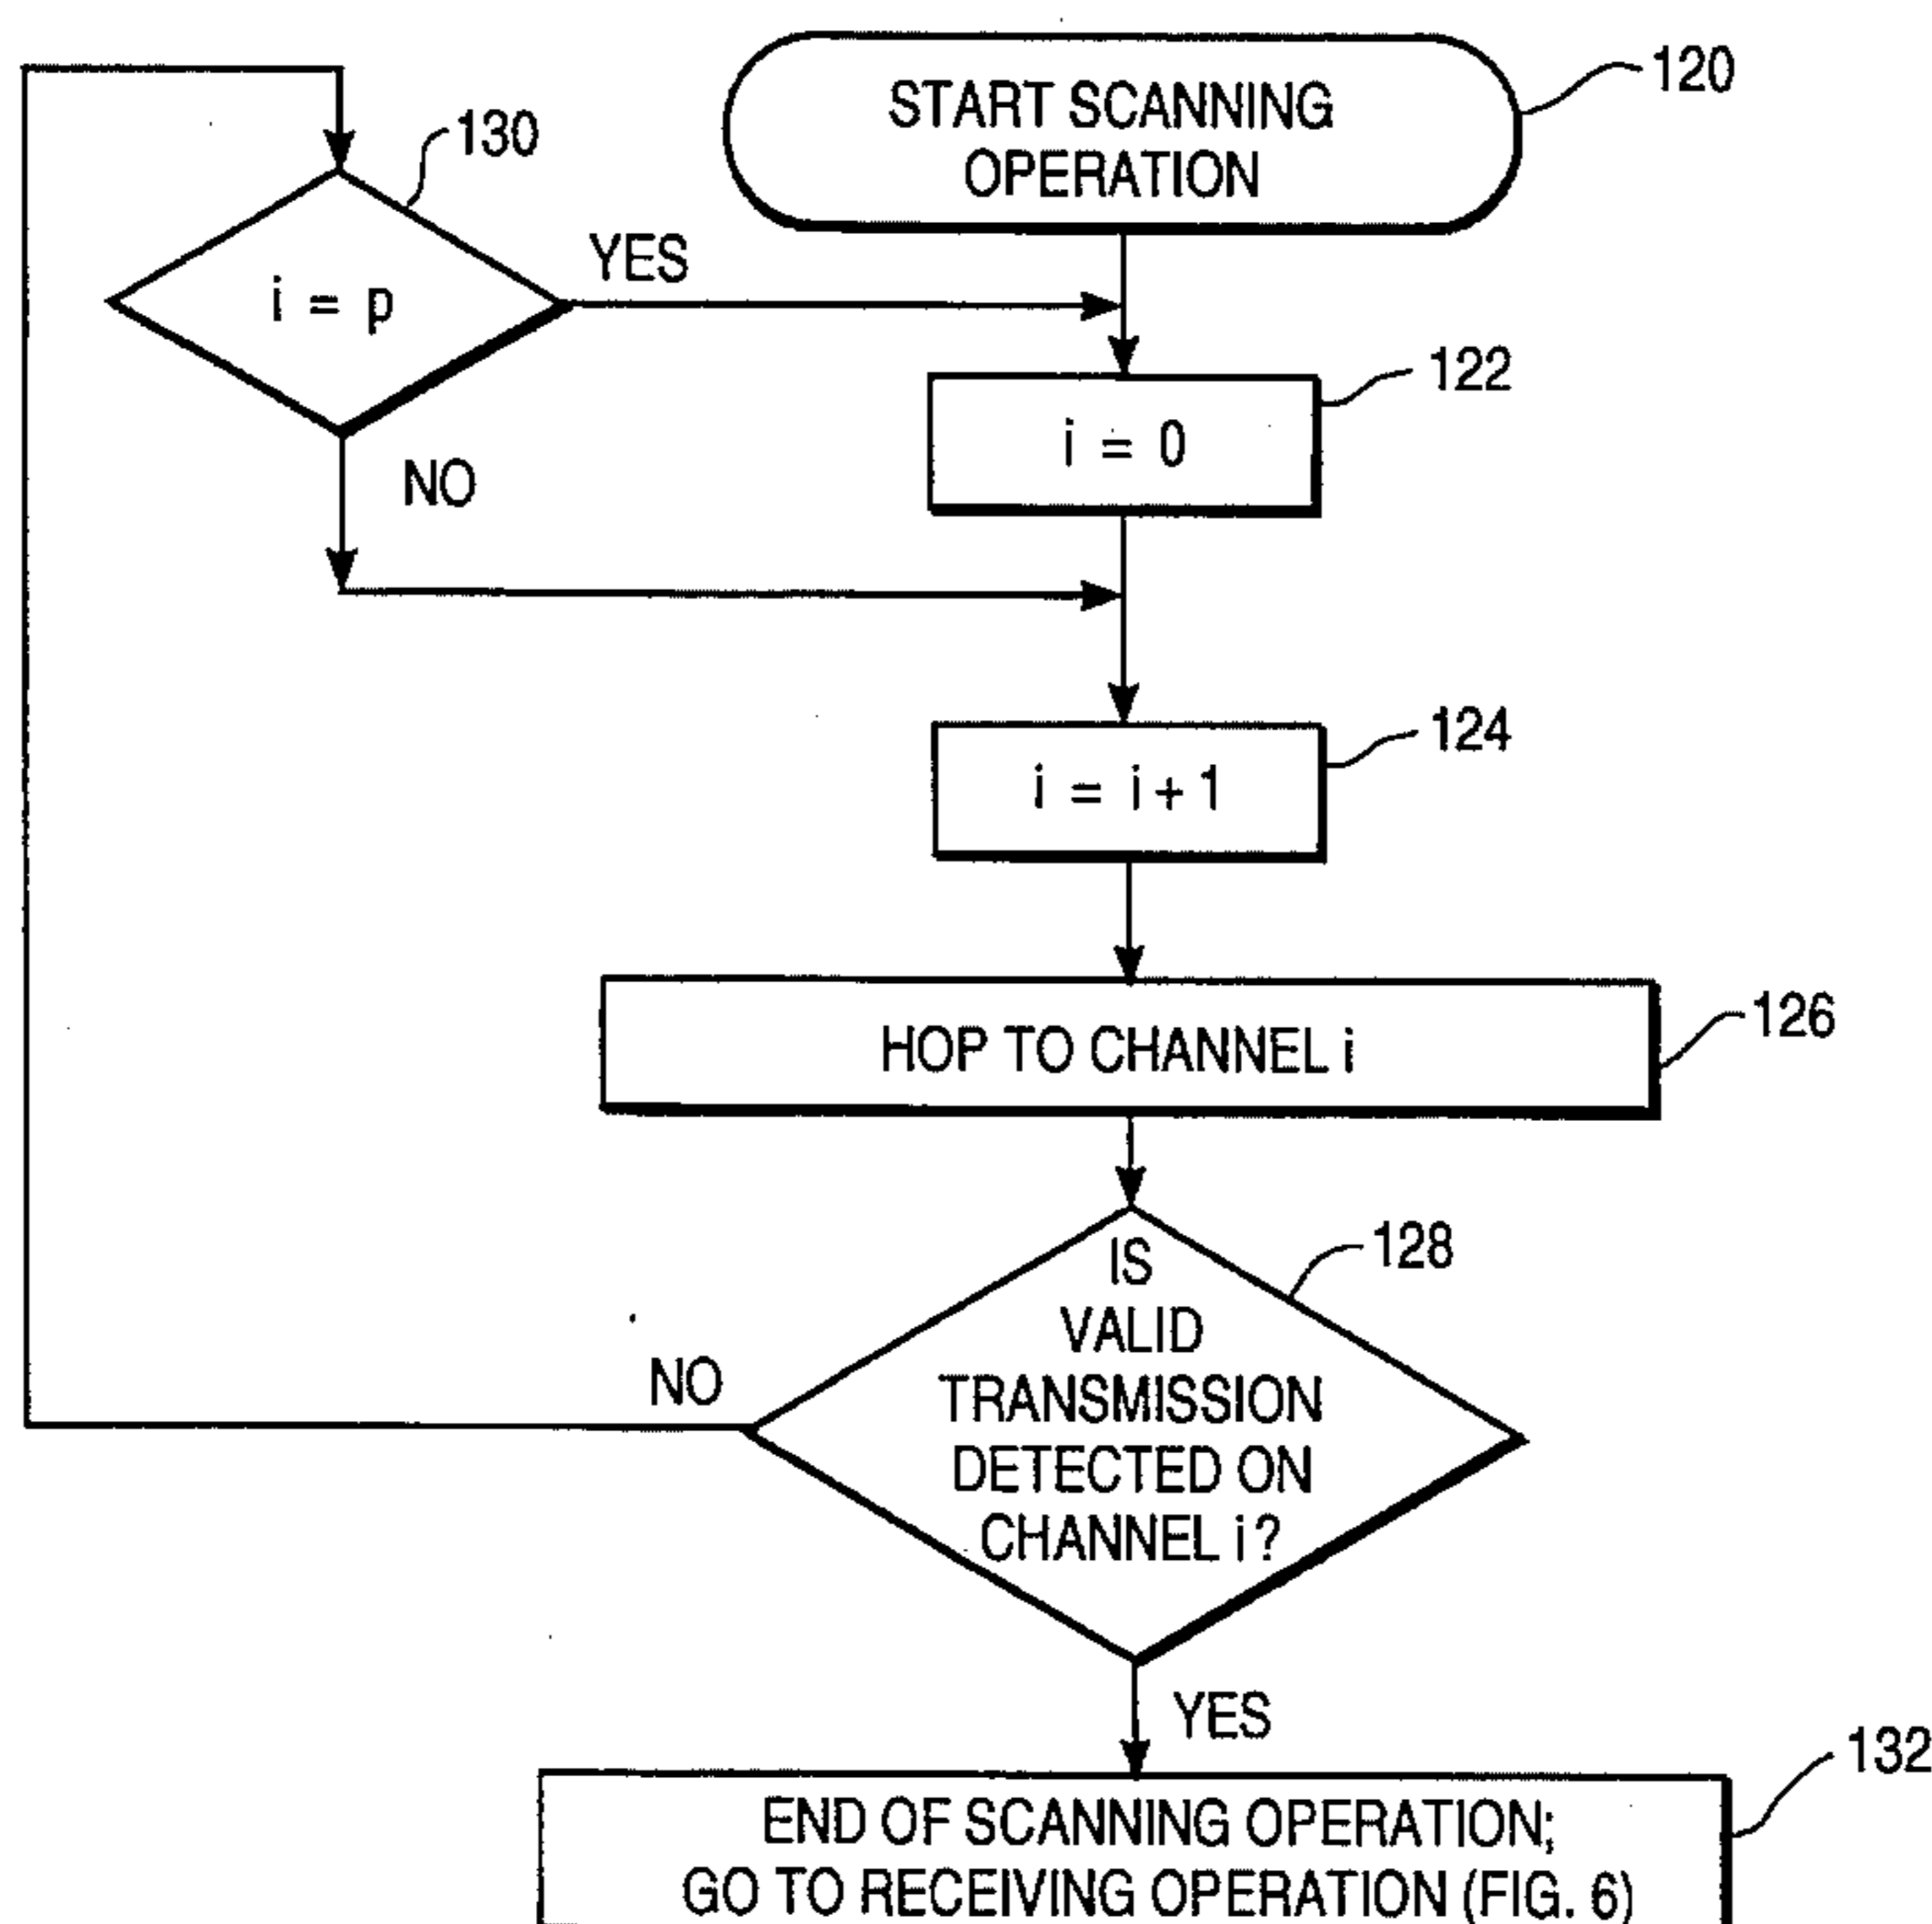 START SCANNING
OPERATION
120
130
i = p
YES
NO
122
i = 0
124
i = i+1
126
HOP TO CHANNEL i
128
IS
VALID
TRANSMISSION
DETECTED ON
CHANNEL i?
NO
YES
132
END OF SCANNING OPERATION;
GO TO RECEIVING OPERATION (FIG. 6)